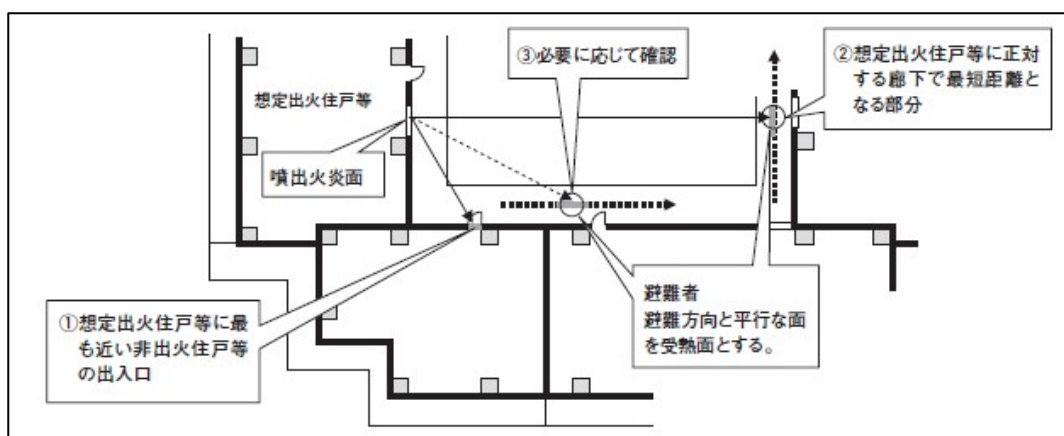 ③必要に応じて確認
②想定出火住戸等に正対
する廊下で最短距離と
なる部分
想定出火住戸等
噴出火炎面
①想定出火住戸等に最
も近い非出火住戸等
の出入口
避難者
避難方向と平行な面
を受熱面とする。